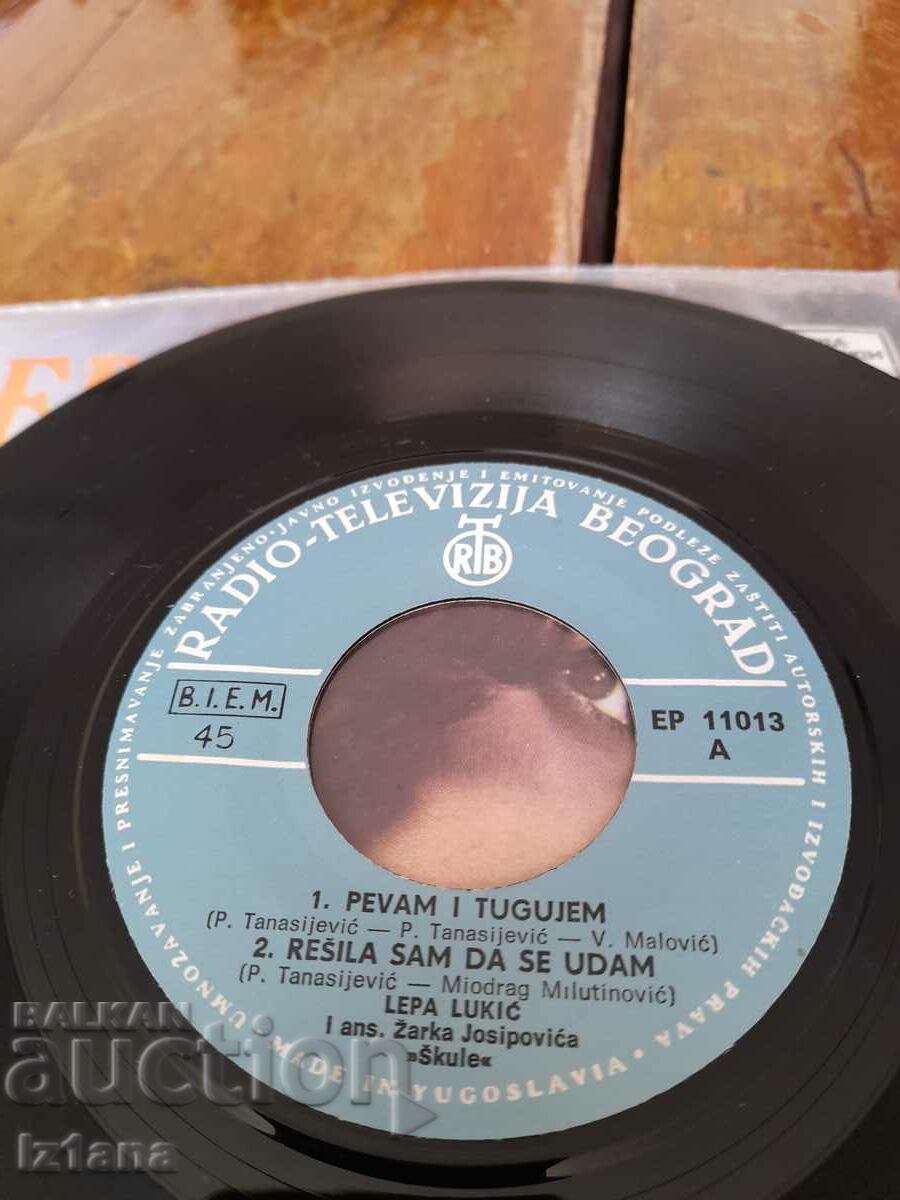 UMNOŽAVANJE I PRESNIMAVANJE ZABRANJENO · JAVNO IZVOĐENJE I EMITOVANJE PODLEŽE ZAŠTITI AUTORSKIH I IZVOĐAČKIH PRAVA ·
RADIO-TELEVIZIJA BEOGRAD
RTB
B.I.E.M.
45
EP 11013
A
1. PEVAM I TUGUJEM
(P. Tanasijević — P. Tanasijević — V. Malović)
2. REŠILA SAM DA SE UDAM
(P. Tanasijević — Miodrag Milutinović)
LEPA LUKIĆ
I ans. Žarka Josipovića
»Škule«
MADE IN YUGOSLAVIA ·
BALKAN
auction
Iz1ana